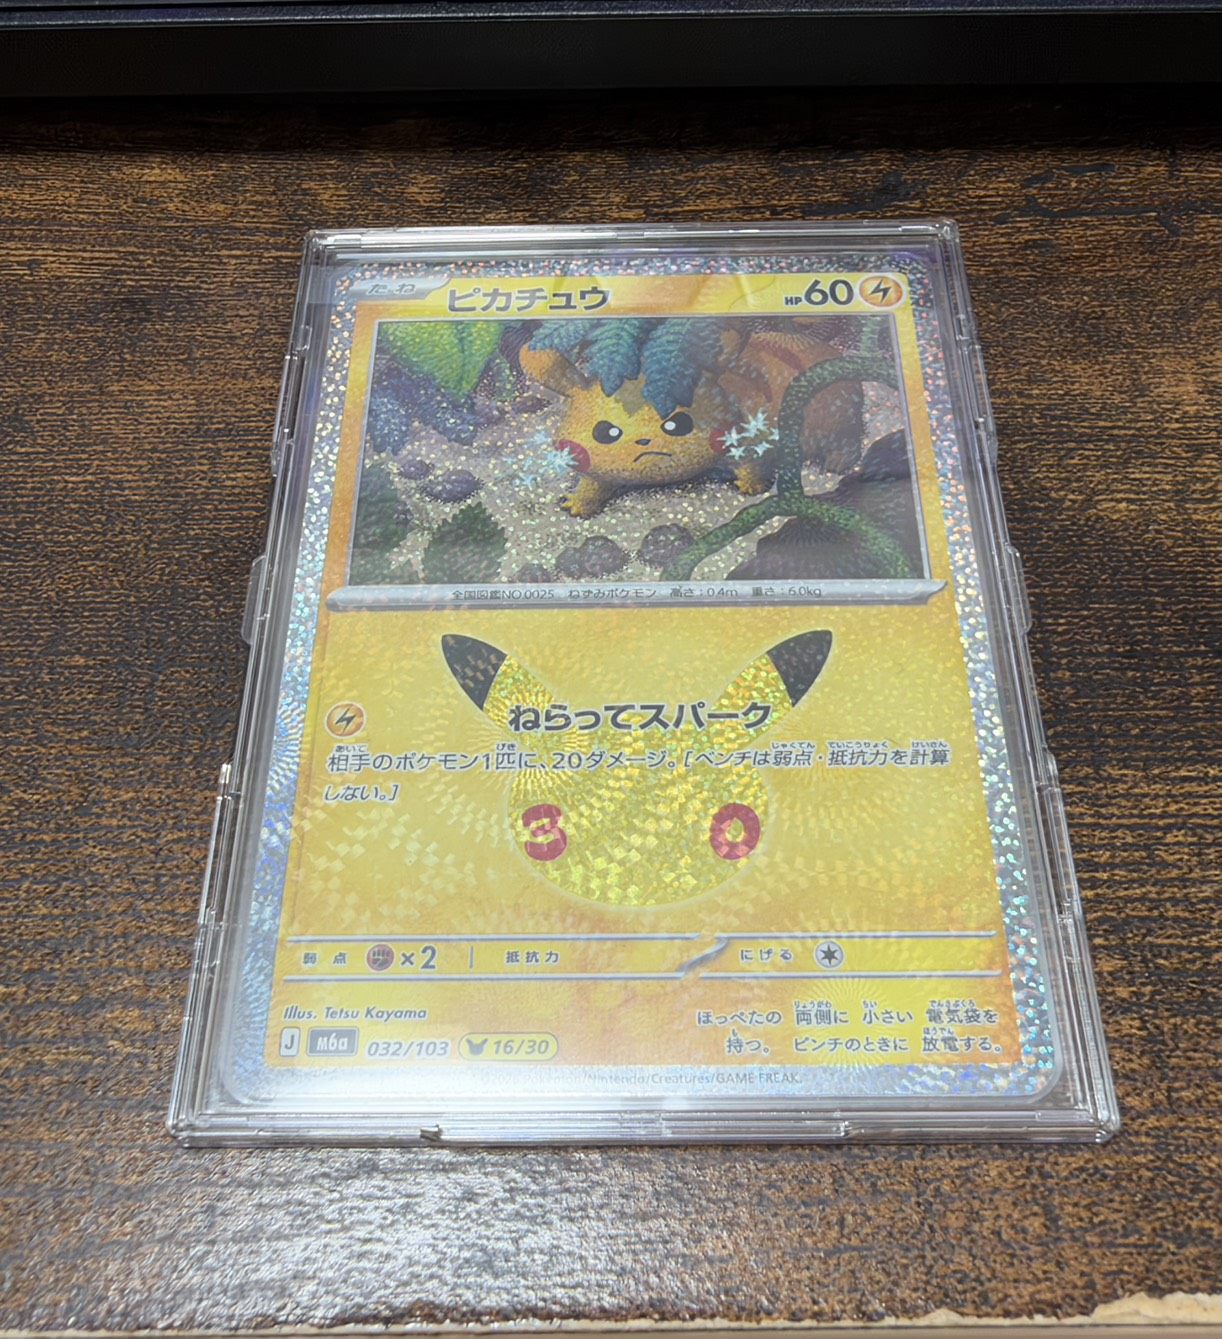 たね ピカチュウ HP60
全国図鑑NO.0025 ねずみポケモン 高さ:0.4m 重さ:6.0kg
ねらってスパーク
相手のポケモン1匹に、20ダメージ。[ベンチは弱点・抵抗力を計算
しない。]
3 0
弱点 ×2 抵抗力 にげる
Illus. Tetsu Kayama
J M6a 032/103 16/30
ほっぺたの 両側に 小さい 電気袋を
持つ。 ピンチのときに 放電する。
Pokémon/Nintendo/Creatures/GAME FREAK.